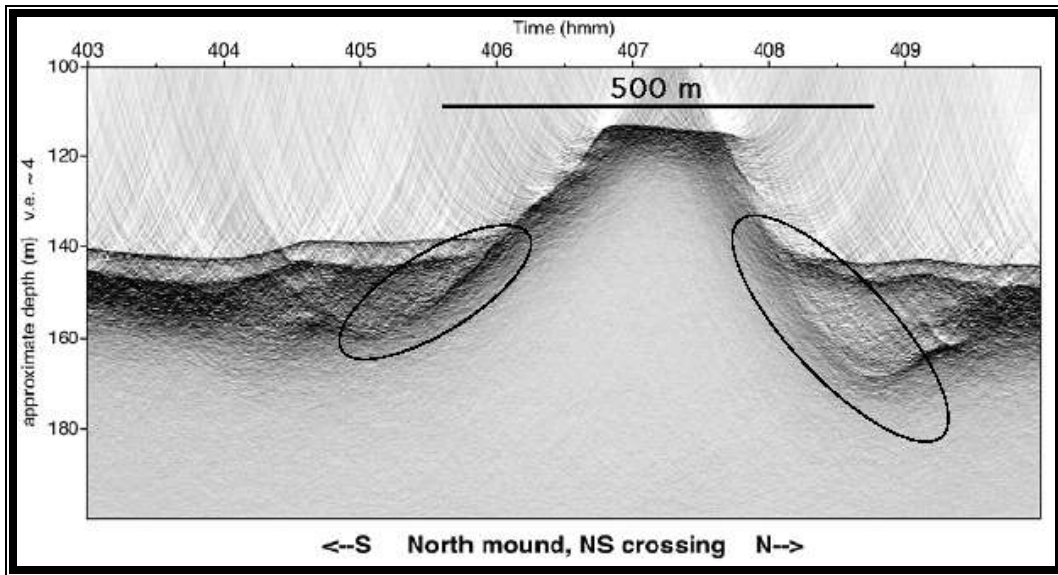 Time (hmm)
403 404 405 406 407 408 409
500 m
approximate depth (m) v.e. ~ 4
100
120
140
160
180
<--S North mound, NS crossing N-->